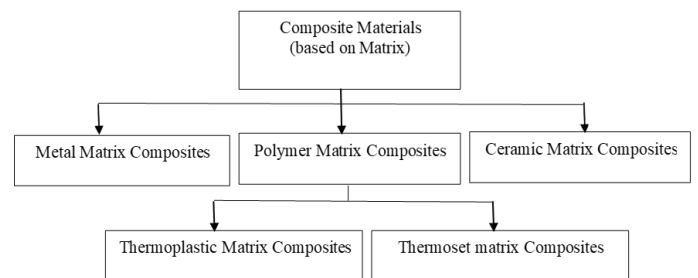 Composite Materials
(based on Matrix)
Metal Matrix Composites
Polymer Matrix Composites
Ceramic Matrix Composites
Thermoplastic Matrix Composites
Thermoset matrix Composites